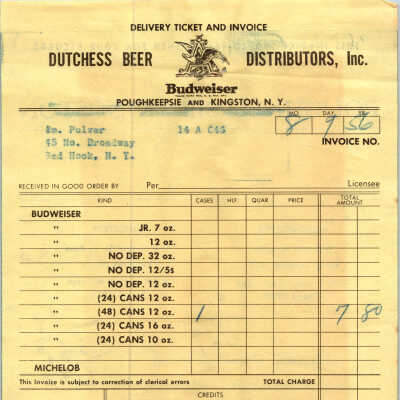 DELIVERY TICKET AND INVOICE
DUTCHESS BEER DISTRIBUTORS, Inc.
Budweiser
POUGHKEEPSIE AND KINGSTON, N. Y.
MO. DAY YR.
8 9 56
Wm. Pulver 14 A C45
45 No. Broadway
Red Hook, N. Y.
INVOICE NO.
RECEIVED IN GOOD ORDER BY Per Licensee
KIND CASES HLF. QUAR PRICE TOTAL AMOUNT
BUDWEISER
" JR. 7 oz.
" 12 oz.
" NO DEP. 32 oz.
" NO DEP. 12/5s
" NO DEP. 12 oz.
" (24) CANS 12 oz.
" (48) CANS 12 oz. 1 7 80
" (24) CANS 16 oz.
" (24) CANS 10 oz.
MICHELOB
This Invoice is subject to correction of clerical errors TOTAL CHARGE
CREDITS